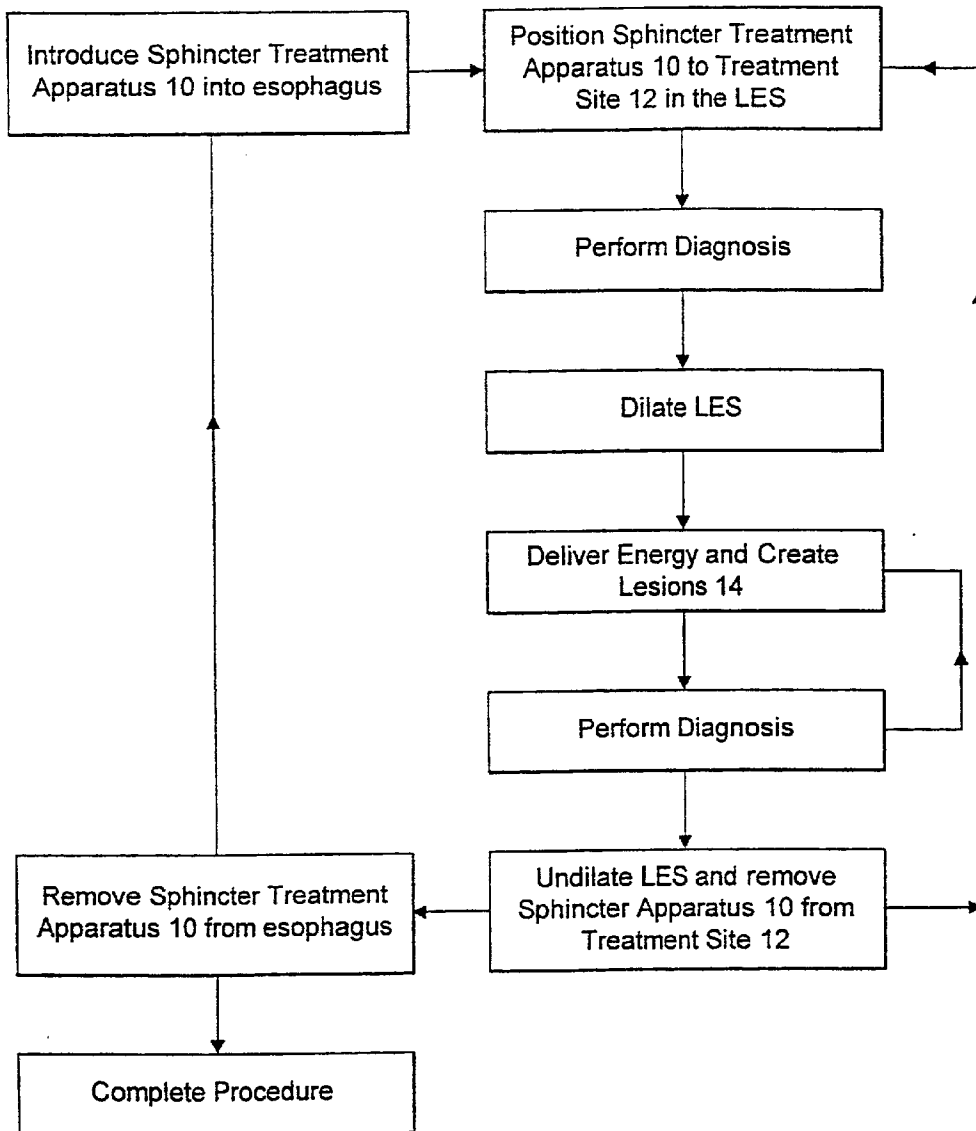 Introduce Sphincter Treatment
Apparatus 10 into esophagus
Position Sphincter Treatment
Apparatus 10 to Treatment
Site 12 in the LES
Perform Diagnosis
Dilate LES
Deliver Energy and Create
Lesions 14
Perform Diagnosis
Undilate LES and remove
Sphincter Apparatus 10 from
Treatment Site 12
Remove Sphincter Treatment
Apparatus 10 from esophagus
Complete Procedure